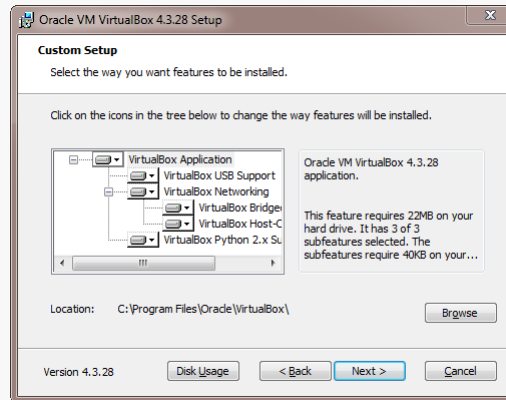 Oracle VM VirtualBox 4.3.28 Setup
Custom Setup
Select the way you want features to be installed.
Click on the icons in the tree below to change the way features will be installed.
VirtualBox Application
VirtualBox USB Support
VirtualBox Networking
VirtualBox Bridge
VirtualBox Host-C
VirtualBox Python 2.x Su
Oracle VM VirtualBox 4.3.28
application.
This feature requires 22MB on your
hard drive. It has 3 of 3
subfeatures selected. The
subfeatures require 40KB on your...
Location: C:\Program Files\Oracle\VirtualBox\
Browse
Version 4.3.28 Disk Usage < Back Next > Cancel